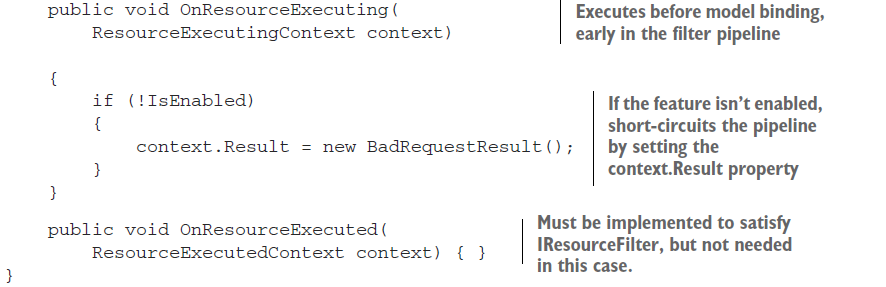 public void OnResourceExecuting(
ResourceExecutingContext context)
Executes before model binding,
early in the filter pipeline
{
if (!IsEnabled)
{
context.Result = new BadRequestResult();
}
}
If the feature isn’t enabled,
short-circuits the pipeline
by setting the
context.Result property
public void OnResourceExecuted(
ResourceExecutedContext context) { }
}
Must be implemented to satisfy
IResourceFilter, but not needed
in this case.